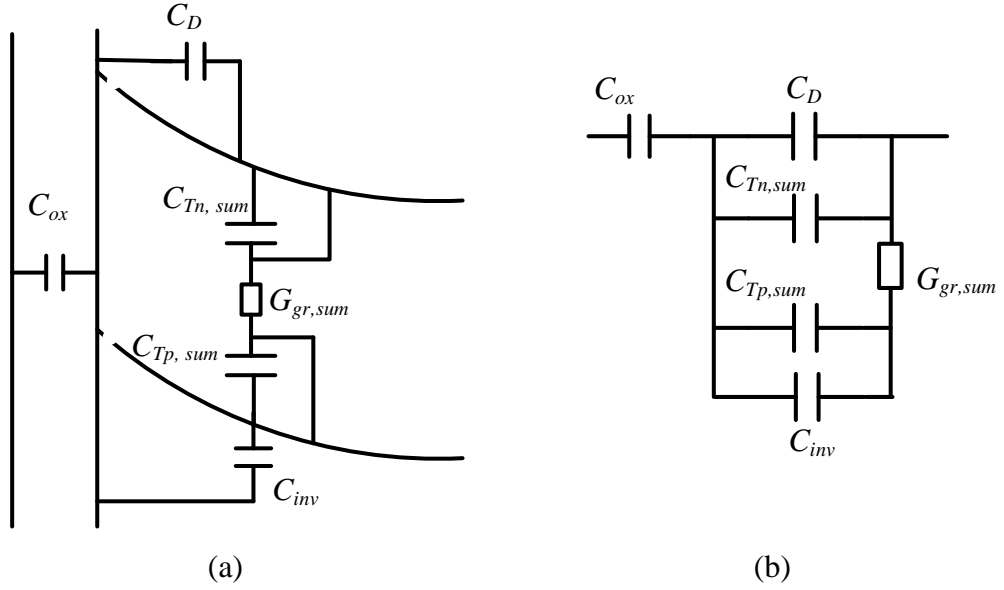 C_D
C_ox
C_Tn, sum
G_gr,sum
C_Tp, sum
C_inv
(a)
C_ox
C_D
C_Tn,sum
C_Tp,sum
G_gr,sum
C_inv
(b)